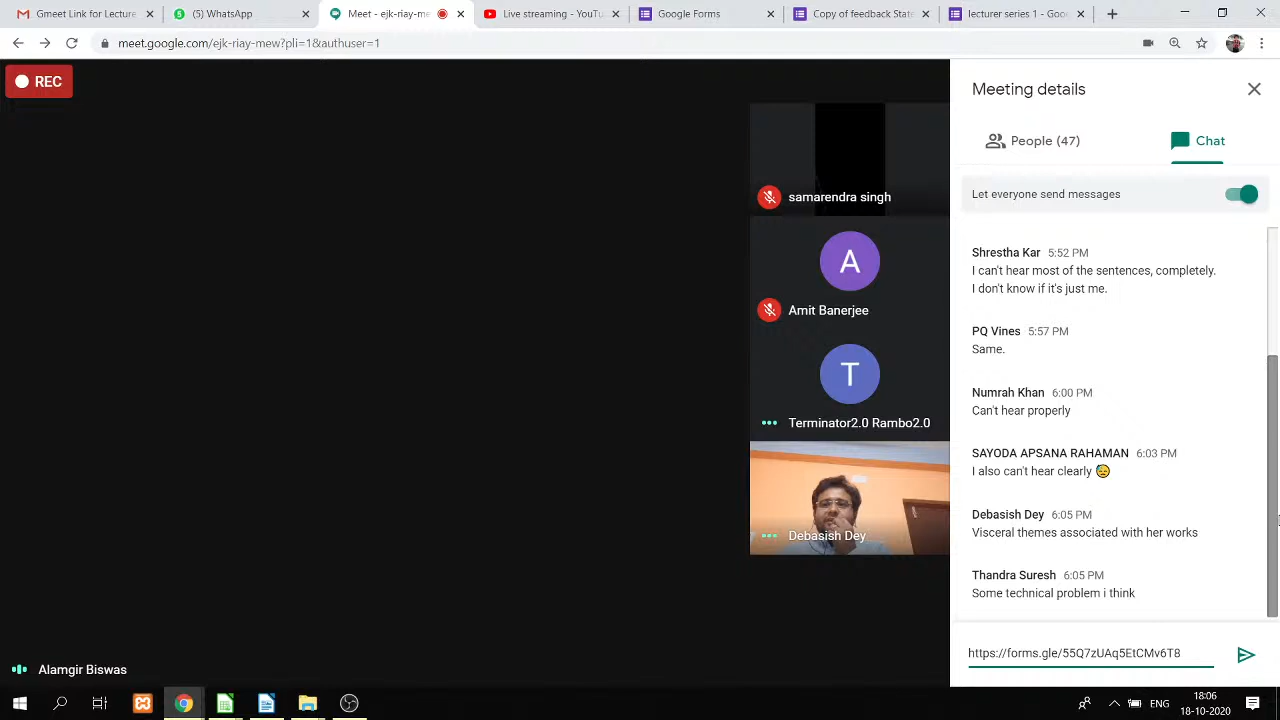 Gmet Link for Lecture
(5) WhatsApp
Meet - ejk-riay-me
Live streaming - YouTu
Google Forms
Copy of feedback Stat
lecturer series 1 - Goo
meet.google.com/ejk-riay-mew?pli=1&authuser=1
REC
samarendra singh
A
Amit Banerjee
T
Terminator2.0 Rambo2.0
Debasish Dey
Alamgir Biswas
Meeting details
People (47)
Chat
Let everyone send messages
Shrestha Kar 5:52 PM
I can't hear most of the sentences, completely.
I don't know if it's just me.
PQ Vines 5:57 PM
Same.
Numrah Khan 6:00 PM
Can't hear properly
SAYODA APSANA RAHAMAN 6:03 PM
I also can't hear clearly 😓
Debasish Dey 6:05 PM
Visceral themes associated with her works
Thandra Suresh 6:05 PM
Some technical problem i think
https://forms.gle/55Q7zUAq5EtCMv6T8
ENG
18:06
18-10-2020